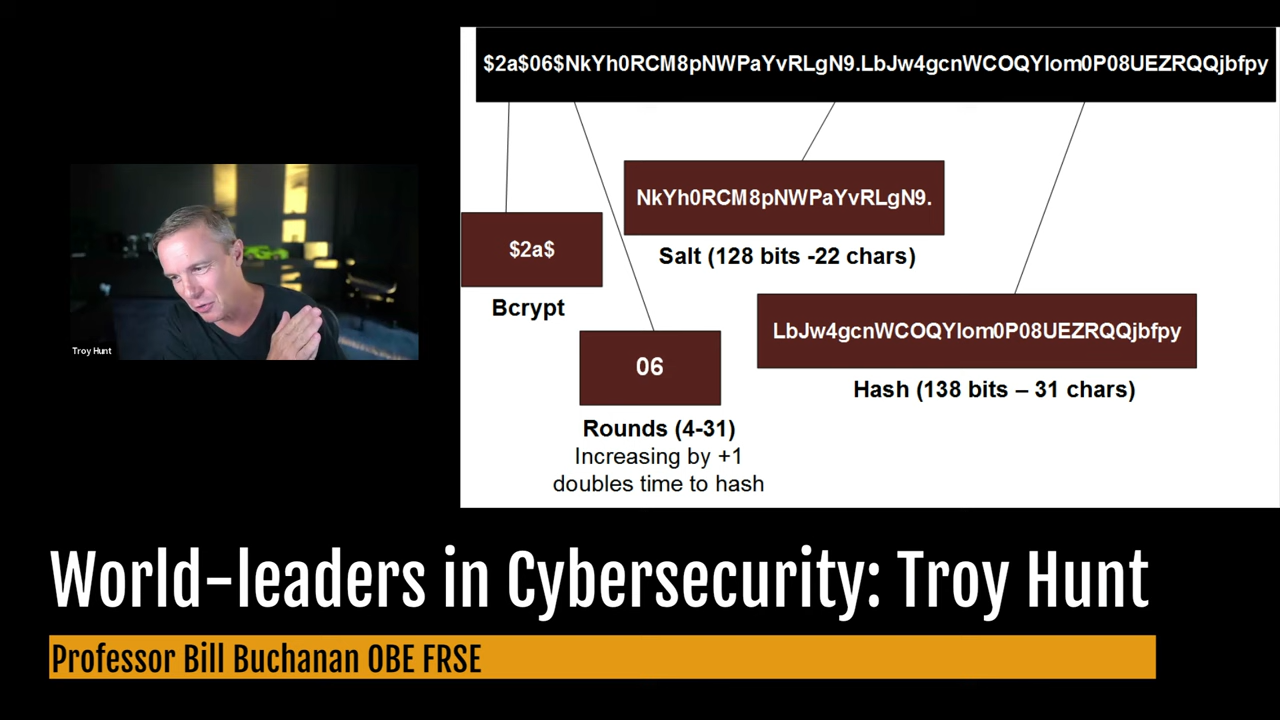 $2a$06$NkYh0RCM8pNWPaYvRLgN9.LbJw4gcnWCOQYIom0P08UEZRQQjbfpy
NkYh0RCM8pNWPaYvRLgN9.
Salt (128 bits -22 chars)
$2a$
Bcrypt
LbJw4gcnWCOQYIom0P08UEZRQQjbfpy
Hash (138 bits – 31 chars)
06
Rounds (4-31)
Increasing by +1
doubles time to hash
Troy Hunt
World-leaders in Cybersecurity: Troy Hunt
Professor Bill Buchanan OBE FRSE